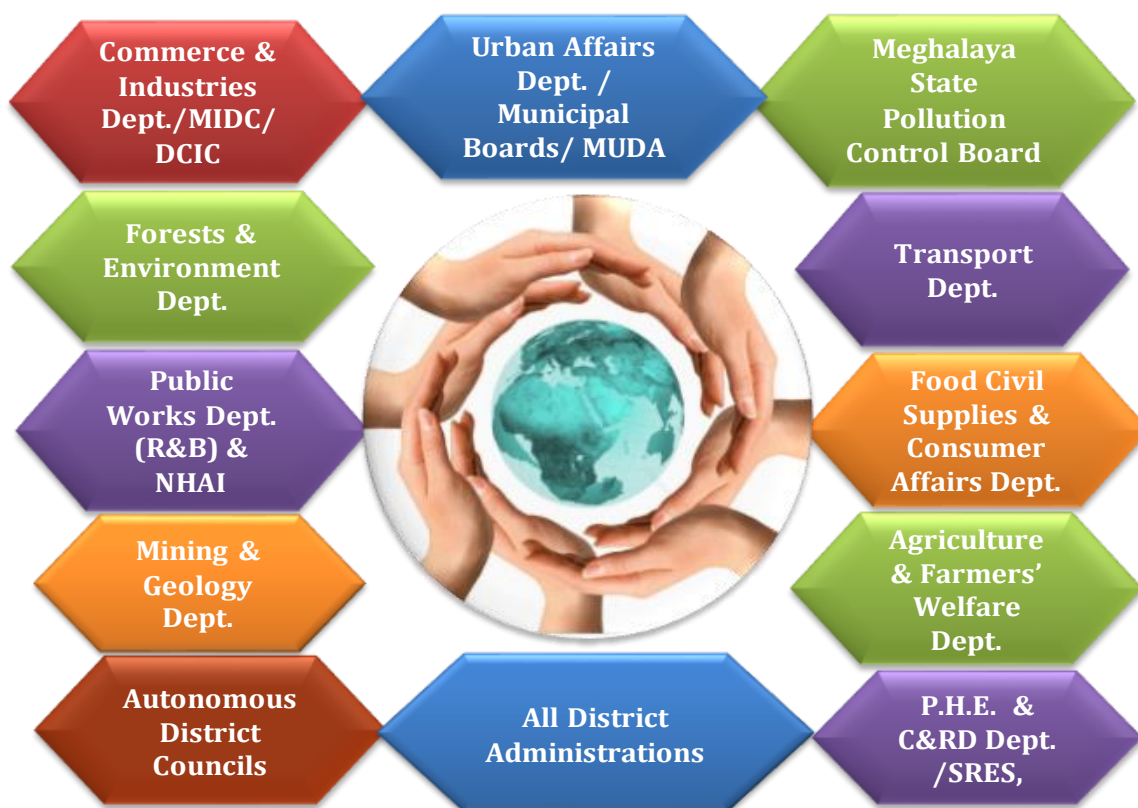 Commerce &
Industries
Dept./MIDC/
DCIC
Urban Affairs
Dept. /
Municipal
Boards/ MUDA
Meghalaya
State
Pollution
Control Board
Forests &
Environment
Dept.
Transport
Dept.
Public
Works Dept.
(R&B) &
NHAI
Food Civil
Supplies &
Consumer
Affairs Dept.
Mining &
Geology
Dept.
Agriculture
& Farmers’
Welfare
Dept.
Autonomous
District
Councils
All District
Administrations
P.H.E. &
C&RD Dept.
/SRES,